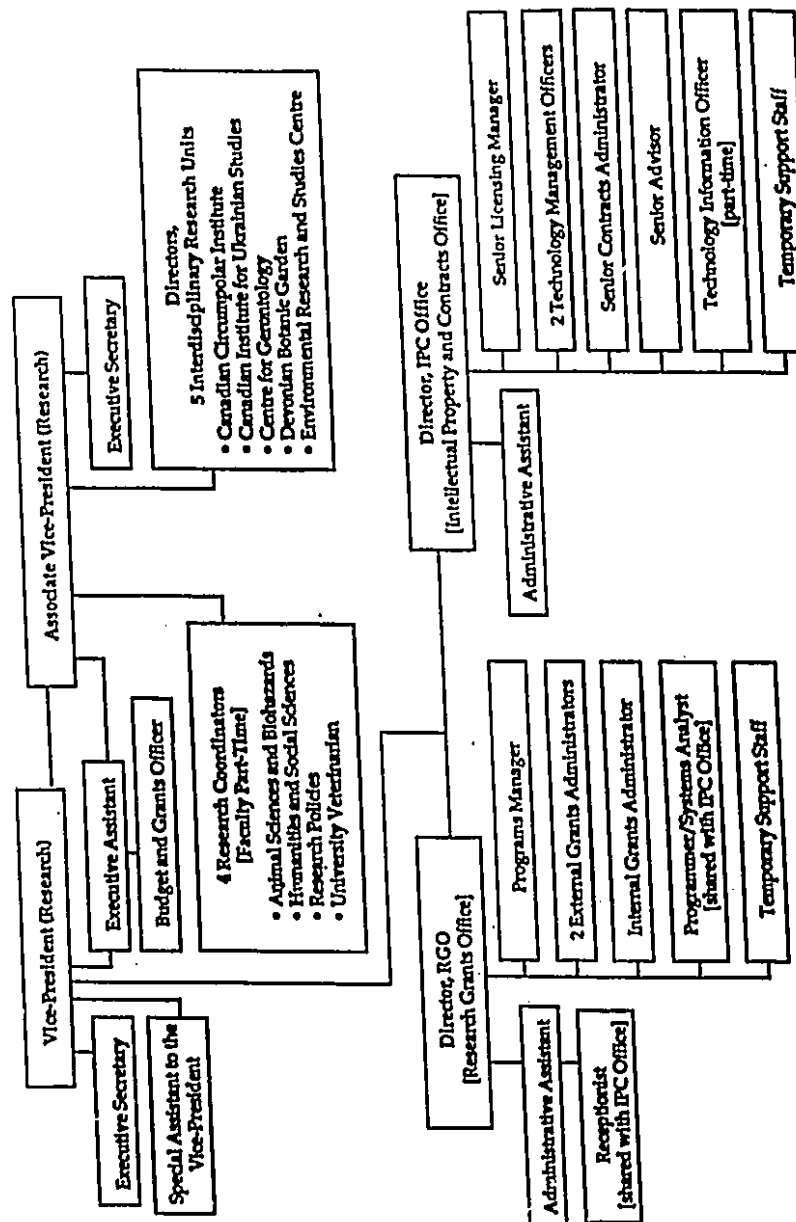 Vice-President (Research)
Associate Vice-President (Research)
Executive Secretary
Special Assistant to the
Vice-President
Executive Assistant
Budget and Grants Officer
Executive Secretary
4 Research Coordinators
[Faculty Part-Time]
• Animal Sciences and Biohazards
• Humanities and Social Sciences
• Research Policies
• University Veterinarian
Directors,
5 Interdisciplinary Research Units
• Canadian Circumpolar Institute
• Canadian Institute for Ukrainian Studies
• Centre for Gerontology
• Devonian Botanic Garden
• Environmental Research and Studies Centre
Director, RGO
[Research Grants Office]
Administrative Assistant
Receptionist
[shared with IPC Office]
Programs Manager
2 External Grants Administrators
Internal Grants Administrator
Programmer/Systems Analyst
[shared with IPC Office]
Temporary Support Staff
Director, IPC Office
[Intellectual Property and Contracts Office]
Administrative Assistant
Senior Licensing Manager
2 Technology Management Officers
Senior Contracts Administrator
Senior Advisor
Technology Information Officer
[part-time]
Temporary Support Staff